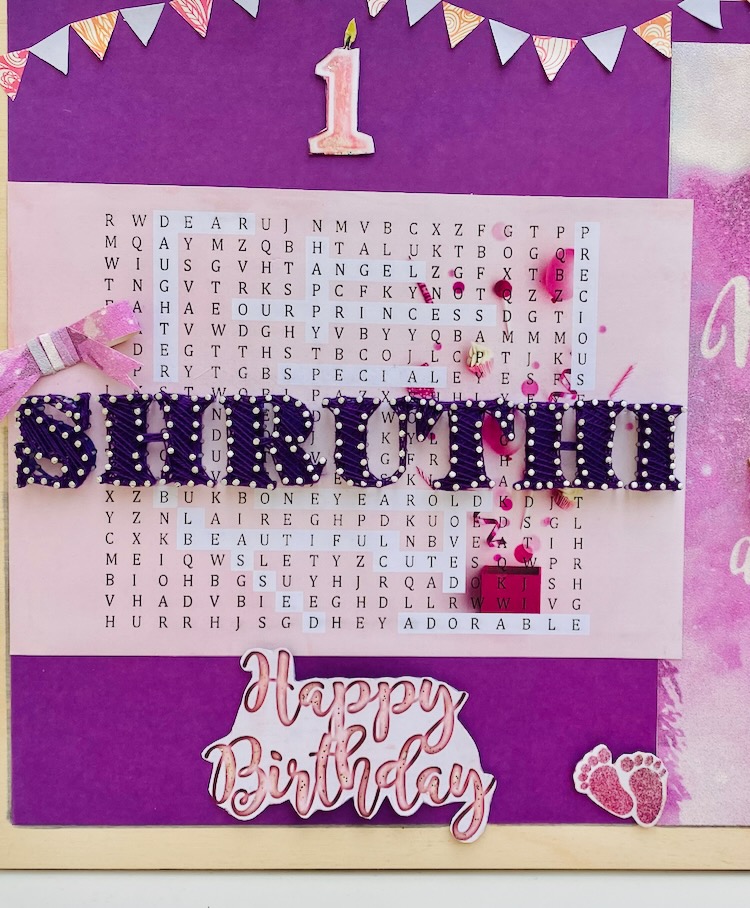 1
R W D E A R U J N M V B C X Z F G T P P
M Q A Y M Z Q B H T A L U K T B O G Q R
W I U S G V H T A N G E L Z G F X T B E
T N G V T R K S P C F K Y N O T Q Z Z C
H A E O U R P R I N C E S S D G T I
T V W D G H Y V B Y Y Q B A M M M O
D E G T T H S T B C O J L C P T J K U
P R Y T G B S P E C I A L E Y E S F S
SHRUTHI
X Z B U K B O N E Y E A R O L D K D J T
Y Z N L A I R E G H P D K U O E D S G L
C X K B E A U T I F U L N B V E A T I H
M E I Q W S L E T Y Z C U T E S Q W P R
B I O H B G S U Y H J R Q A D O K J S H
V H A D V B I E E G H D L L R W W I V G
H U R R H J S G D H E Y A D O R A B L E
Happy
Birthday